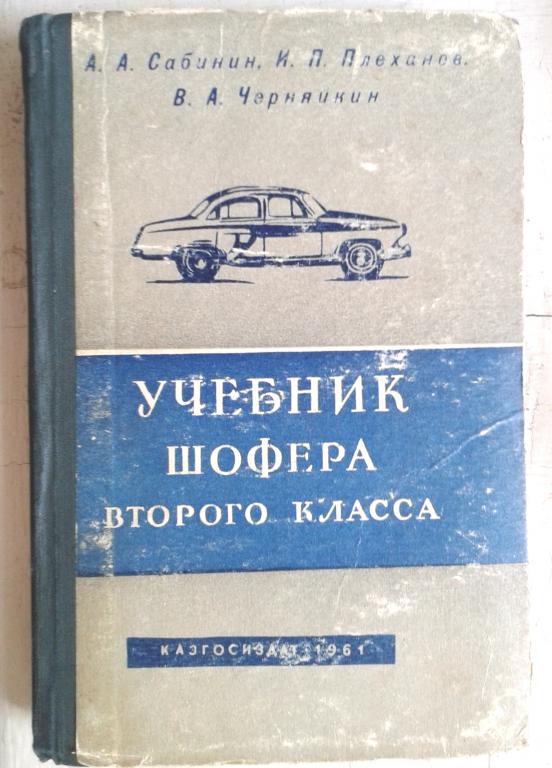 А. А. Сабинин, И. П. Плеханов,
В. А. Черняйкин
УЧЕБНИК
ШОФЕРА
ВТОРОГО КЛАССА
КАЗГОСИЗДАТ-1961